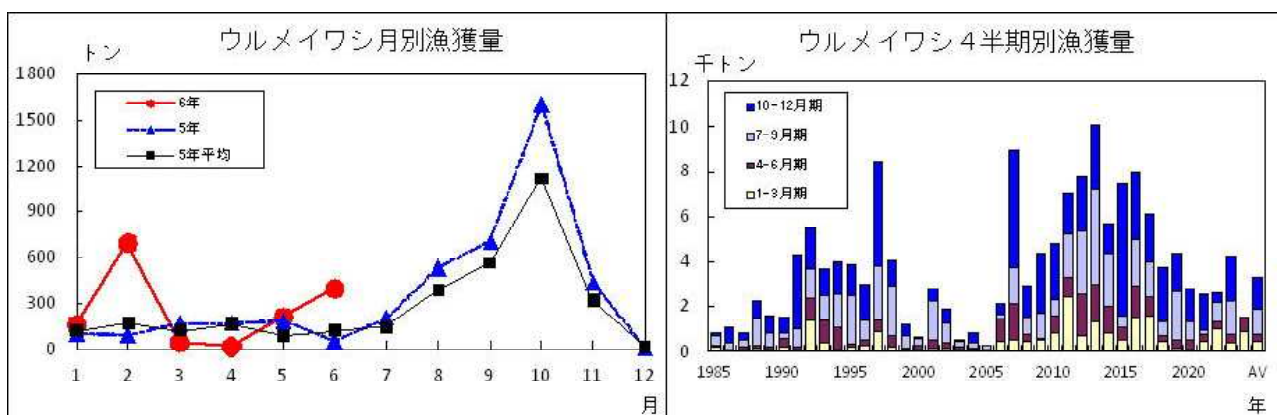 ウルメイワシ月別漁獲量
トン
1800
1500
1200
900
600
300
0
6年
5年
5年平均
1 2 3 4 5 6 7 8 9 10 11 12
月
ウルメイワシ4半期別漁獲量
千トン
12
10
8
6
4
2
0
10-12月期
7-9月期
4-6月期
1-3月期
1985 1990 1995 2000 2005 2010 2015 2020 AV
年